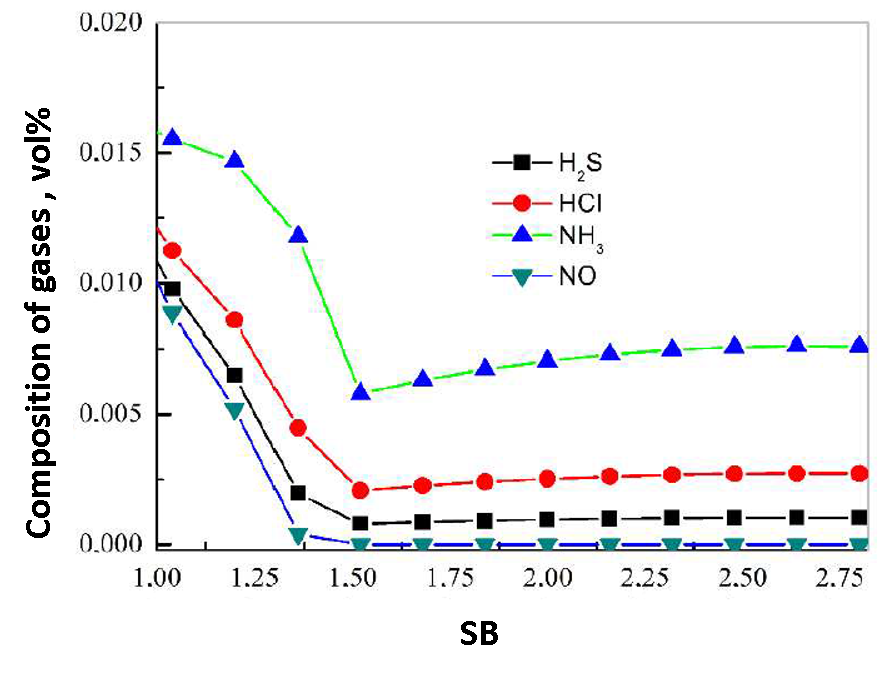 0.020
0.015
0.010
0.005
0.000
Composition of gases , vol%
H2S
HCl
NH3
NO
1.00 1.25 1.50 1.75 2.00 2.25 2.50 2.75
SB